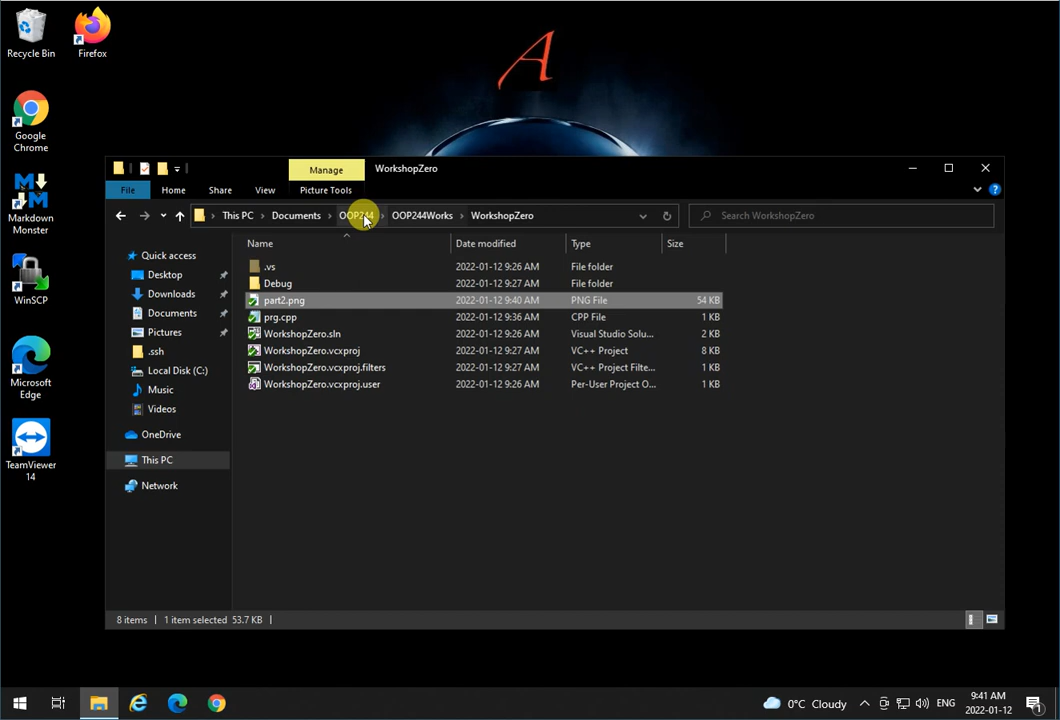 Recycle Bin
Firefox
Google Chrome
Markdown Monster
WinSCP
Microsoft Edge
TeamViewer 14
A
Manage
WorkshopZero
File
Home
Share
View
Picture Tools
This PC
Documents
OOP244
OOP244Works
WorkshopZero
Search WorkshopZero
Name
Date modified
Type
Size
Quick access
Desktop
Downloads
Documents
Pictures
.ssh
Local Disk (C:)
Music
Videos
OneDrive
This PC
Network
.vs 2022-01-12 9:26 AM File folder
Debug 2022-01-12 9:27 AM File folder
part2.png 2022-01-12 9:40 AM PNG File 54 KB
prg.cpp 2022-01-12 9:36 AM CPP File 1 KB
WorkshopZero.sln 2022-01-12 9:26 AM Visual Studio Solu... 2 KB
WorkshopZero.vcxproj 2022-01-12 9:27 AM VC++ Project 8 KB
WorkshopZero.vcxproj.filters 2022-01-12 9:27 AM VC++ Project Filte... 1 KB
WorkshopZero.vcxproj.user 2022-01-12 9:26 AM Per-User Project O... 1 KB
8 items
1 item selected 53.7 KB
0°C Cloudy
ENG
9:41 AM
2022-01-12
1